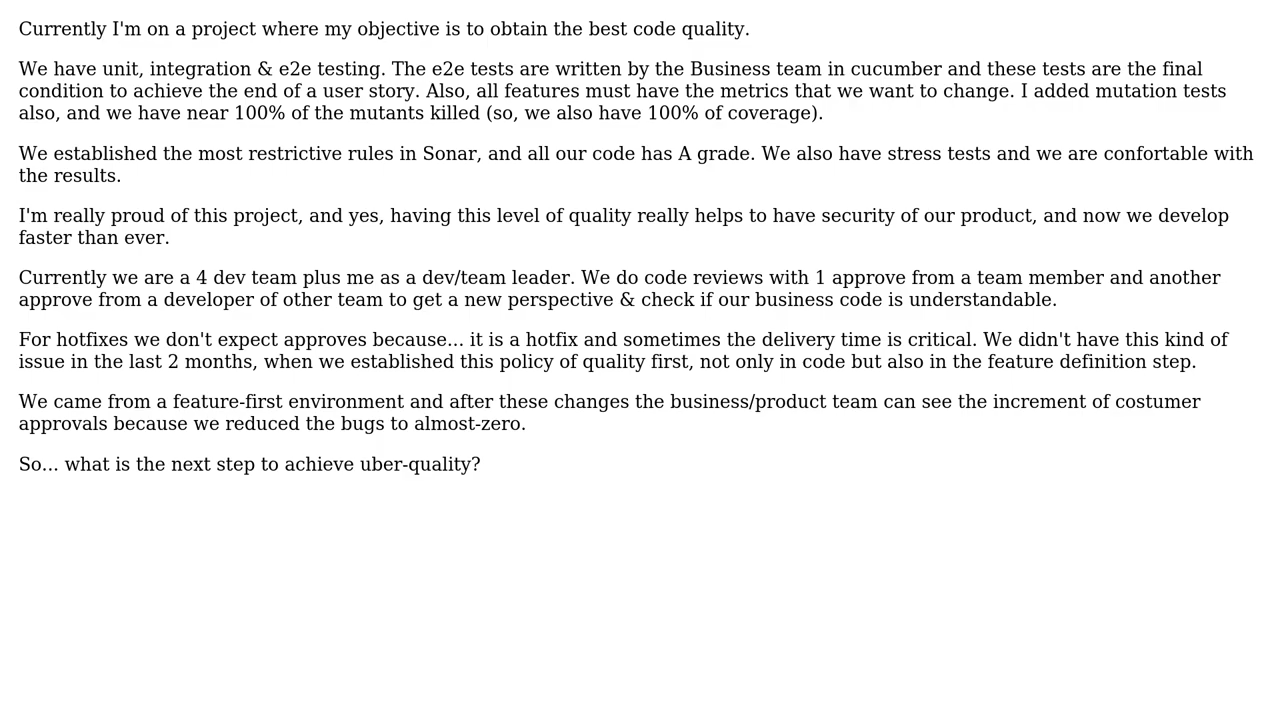 Currently I'm on a project where my objective is to obtain the best code quality.
We have unit, integration & e2e testing. The e2e tests are written by the Business team in cucumber and these tests are the final
condition to achieve the end of a user story. Also, all features must have the metrics that we want to change. I added mutation tests
also, and we have near 100% of the mutants killed (so, we also have 100% of coverage).
We established the most restrictive rules in Sonar, and all our code has A grade. We also have stress tests and we are confortable with
the results.
I'm really proud of this project, and yes, having this level of quality really helps to have security of our product, and now we develop
faster than ever.
Currently we are a 4 dev team plus me as a dev/team leader. We do code reviews with 1 approve from a team member and another
approve from a developer of other team to get a new perspective & check if our business code is understandable.
For hotfixes we don't expect approves because... it is a hotfix and sometimes the delivery time is critical. We didn't have this kind of
issue in the last 2 months, when we established this policy of quality first, not only in code but also in the feature definition step.
We came from a feature-first environment and after these changes the business/product team can see the increment of costumer
approvals because we reduced the bugs to almost-zero.
So... what is the next step to achieve uber-quality?